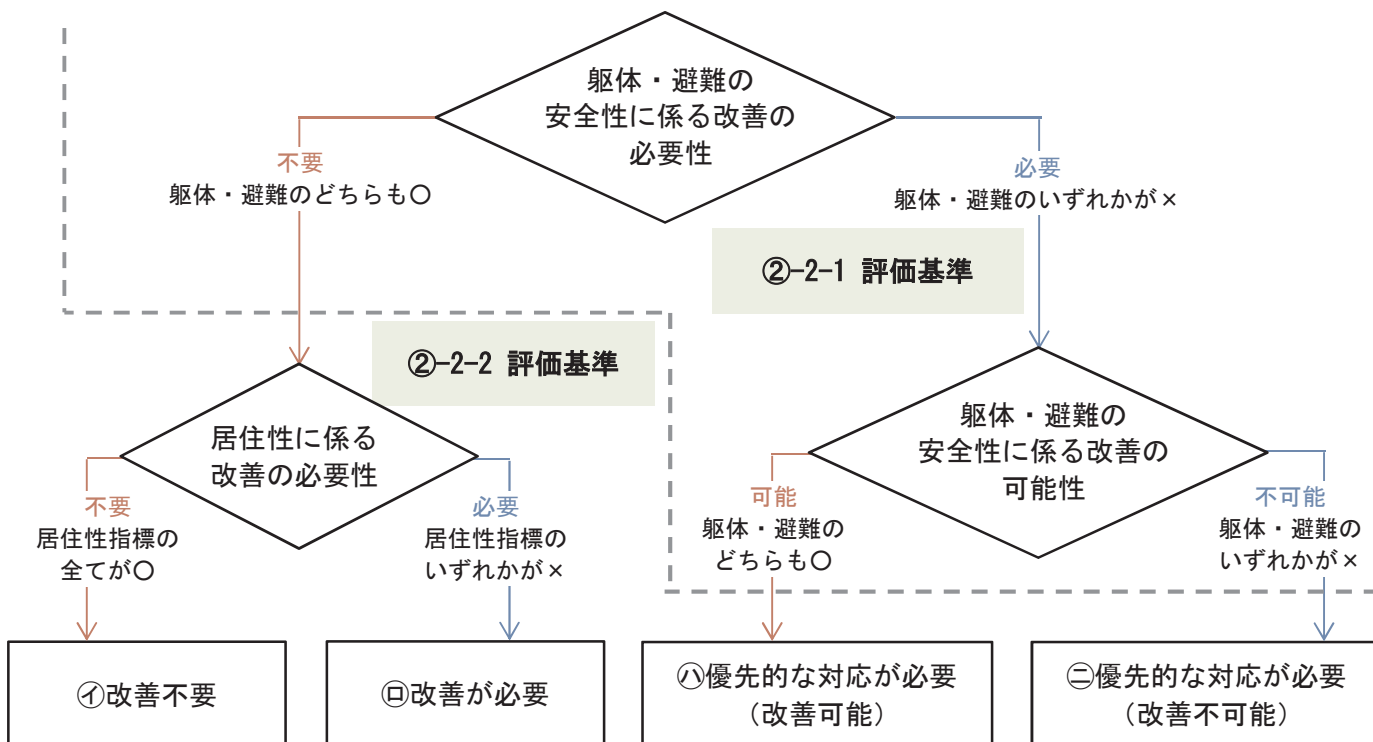 躯体・避難の
安全性に係る改善の
必要性
不要
躯体・避難のどちらも〇
必要
躯体・避難のいずれかが×
②-2-1 評価基準
②-2-2 評価基準
居住性に係る
改善の必要性
不要
居住性指標の
全てが〇
必要
居住性指標の
いずれかが×
躯体・避難の
安全性に係る改善の
可能性
可能
躯体・避難の
どちらも〇
不可能
躯体・避難の
いずれかが×
㋑改善不要
㋺改善が必要
㋩優先的な対応が必要
（改善可能）
㋥優先的な対応が必要
（改善不可能）